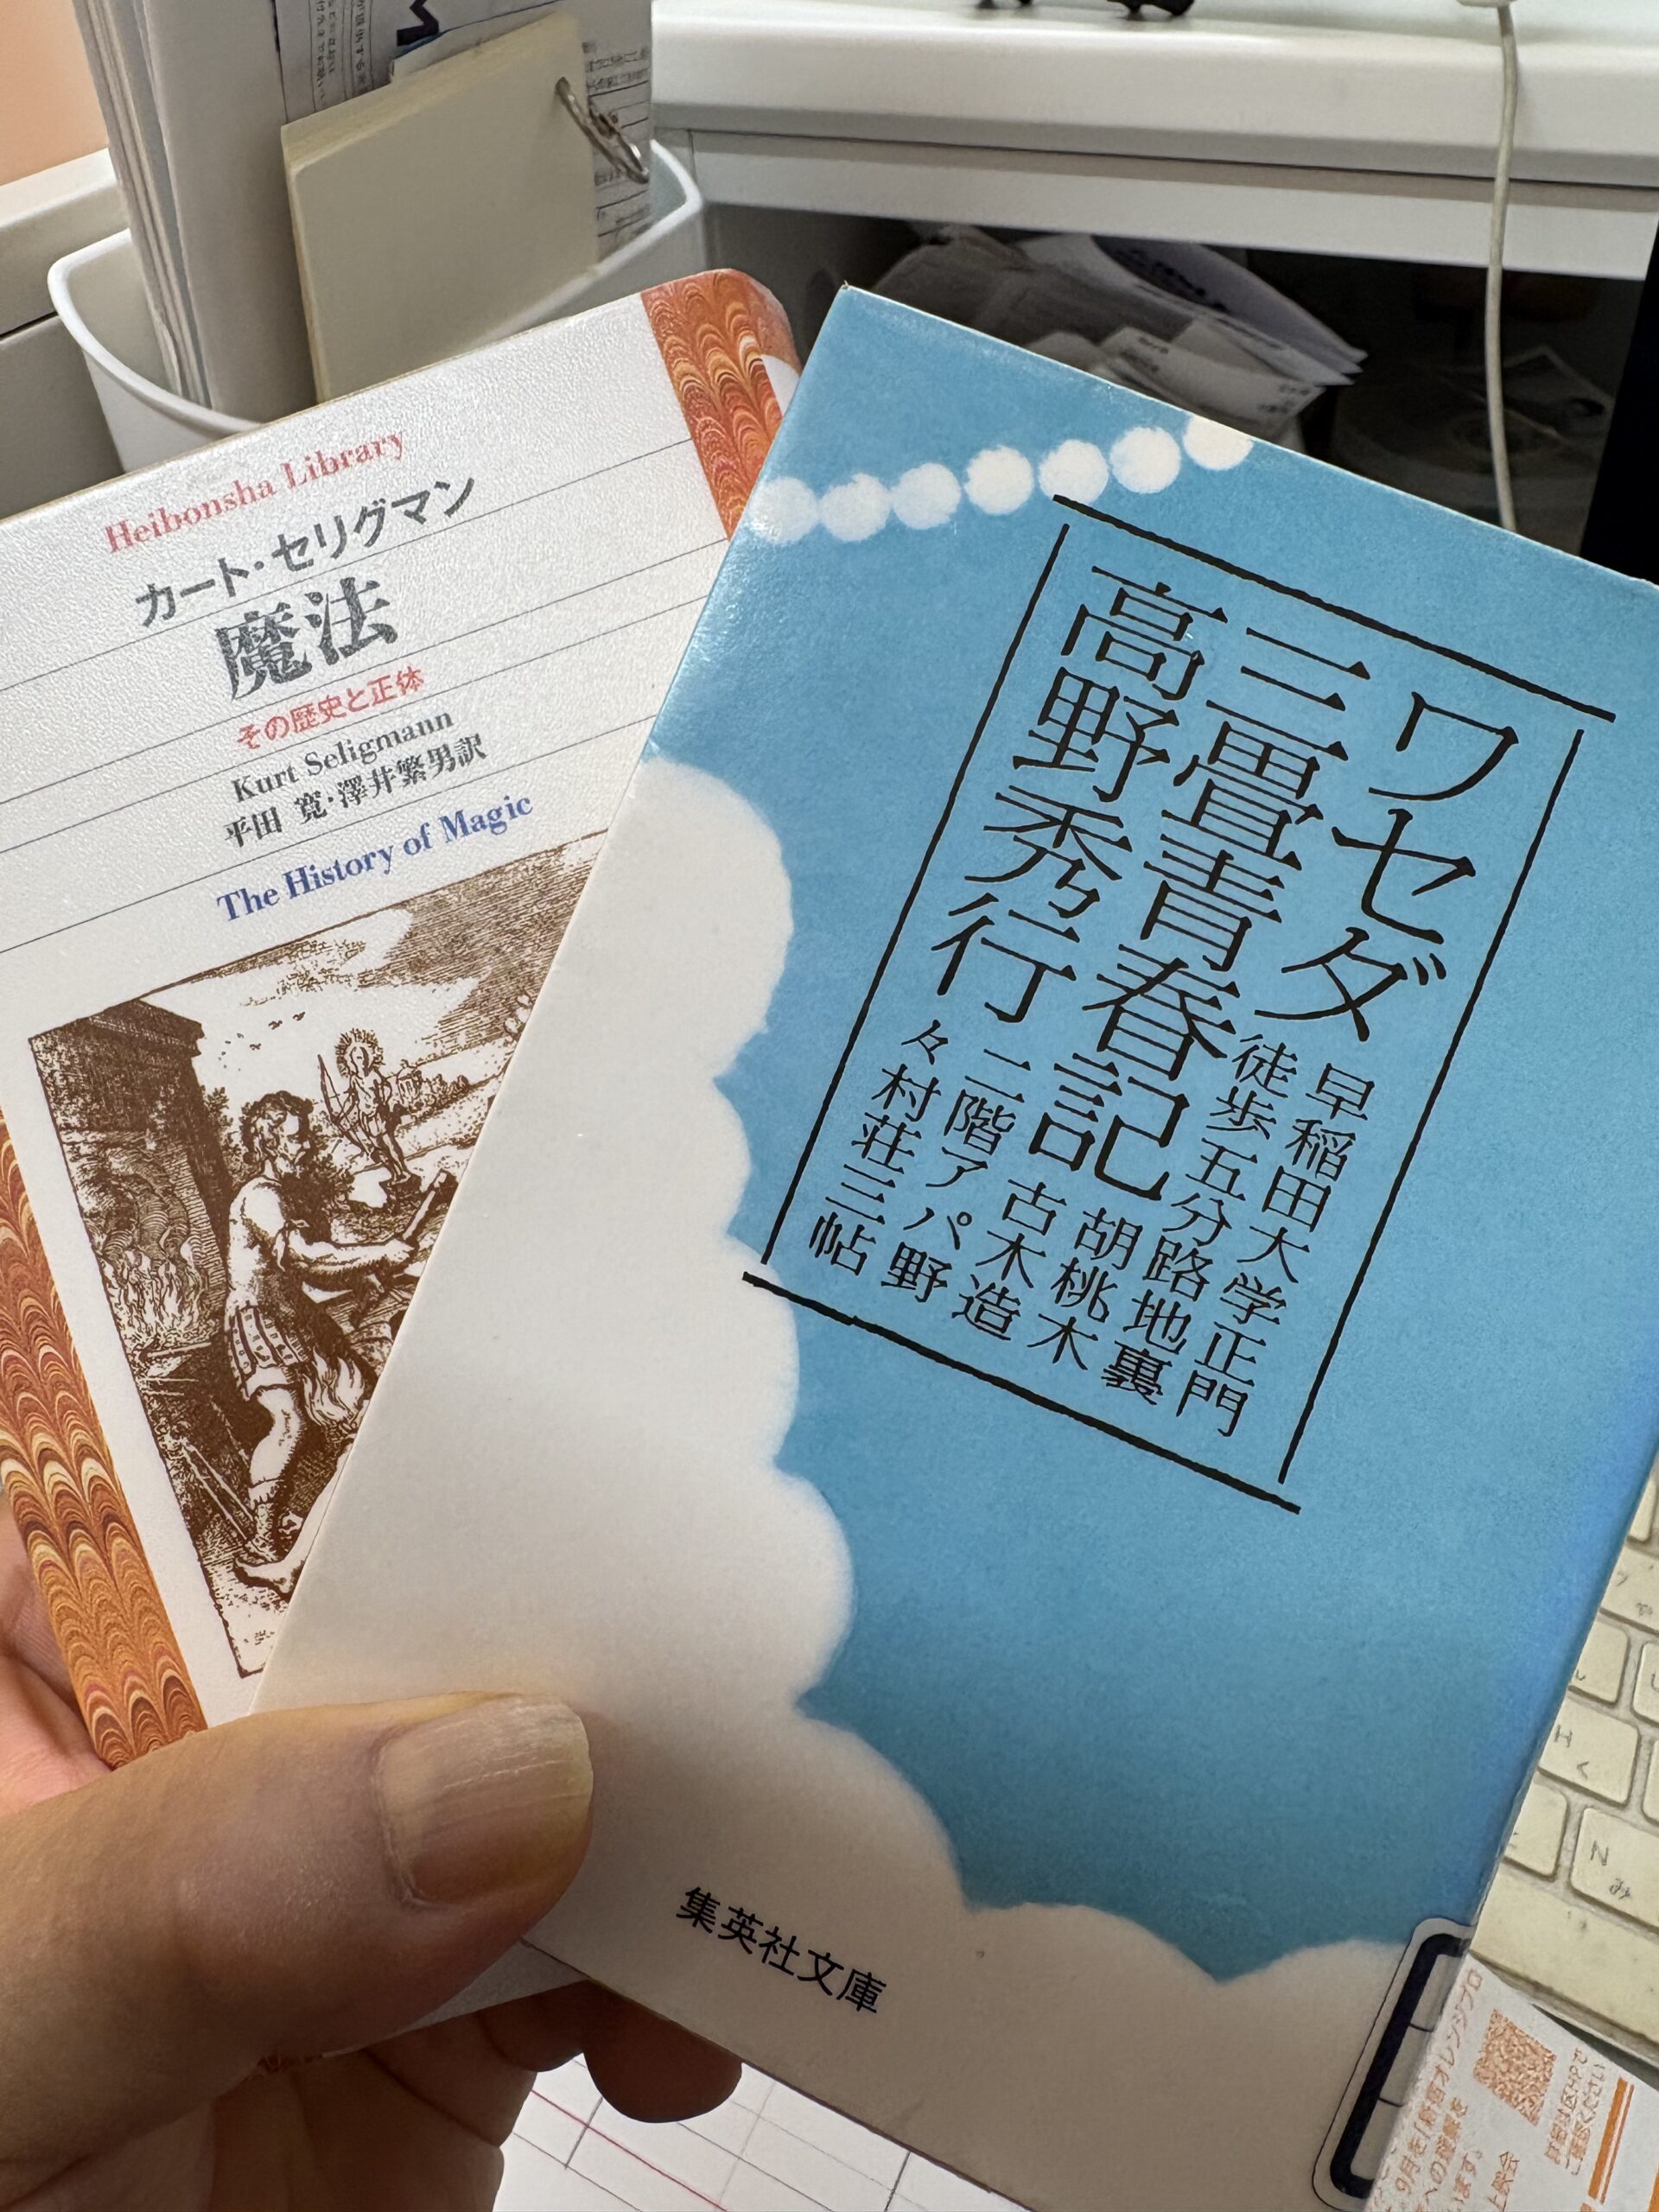 Heibonsha Library
カート・セリグマン
魔法
その歴史と正体
Kurt Seligmann
平田 寛・澤井繁男訳
The History of Magic
ワセダ
三畳青春記
高野秀行
早稲田大学正門
徒歩五分路地裏
胡桃木
古木造
二階アパ野
々村荘三帖
集英社文庫
H
く
N
み